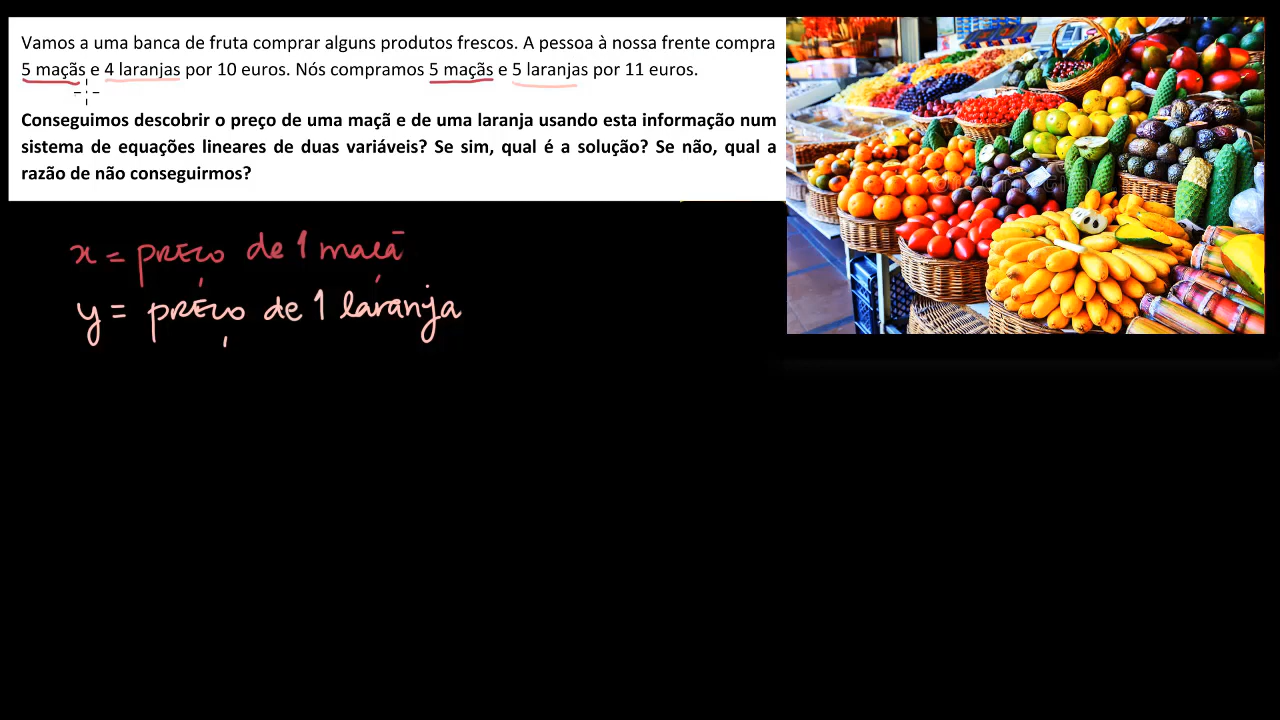 Vamos a uma banca de fruta comprar alguns produtos frescos. A pessoa à nossa frente compra
5 maçãs e 4 laranjas por 10 euros. Nós compramos 5 maçãs e 5 laranjas por 11 euros.
Conseguimos descobrir o preço de uma maçã e de uma laranja usando esta informação num
sistema de equações lineares de duas variáveis? Se sim, qual é a solução? Se não, qual a
razão de não conseguirmos?
x = preço de 1 maçã
y = preço de 1 laranja